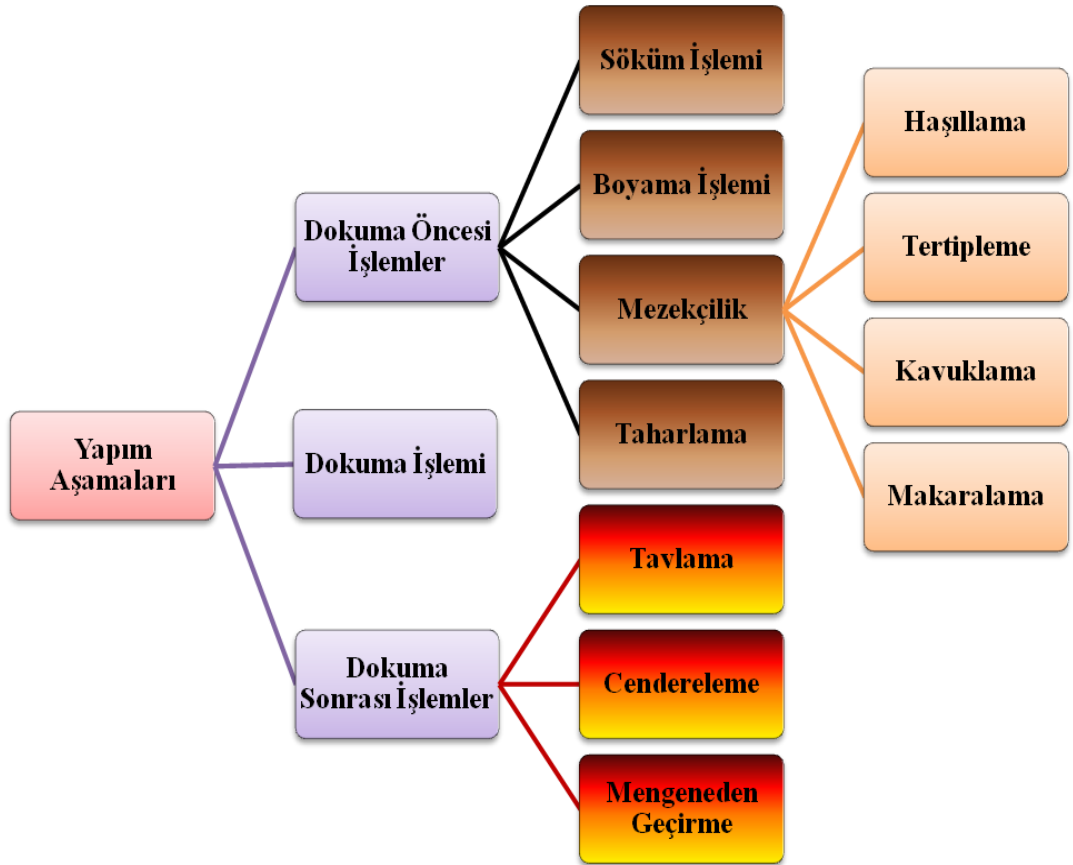 Yapım
Aşamaları
Dokuma Öncesi
İşlemler
Dokuma İşlemi
Dokuma
Sonrası İşlemler
Söküm İşlemi
Boyama İşlemi
Mezekçilik
Taharlama
Tavlama
Cendereleme
Mengeneden
Geçirme
Haşıllama
Tertipleme
Kavuklama
Makaralama